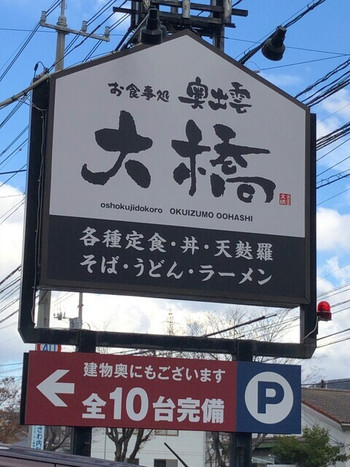 お食事処 奥出雲
大橋
oshokujidokoro OKUIZUMO OOHASHI
各種定食・丼・天麩羅
そば・うどん・ラーメン
建物奥にもございます
全10台完備
P